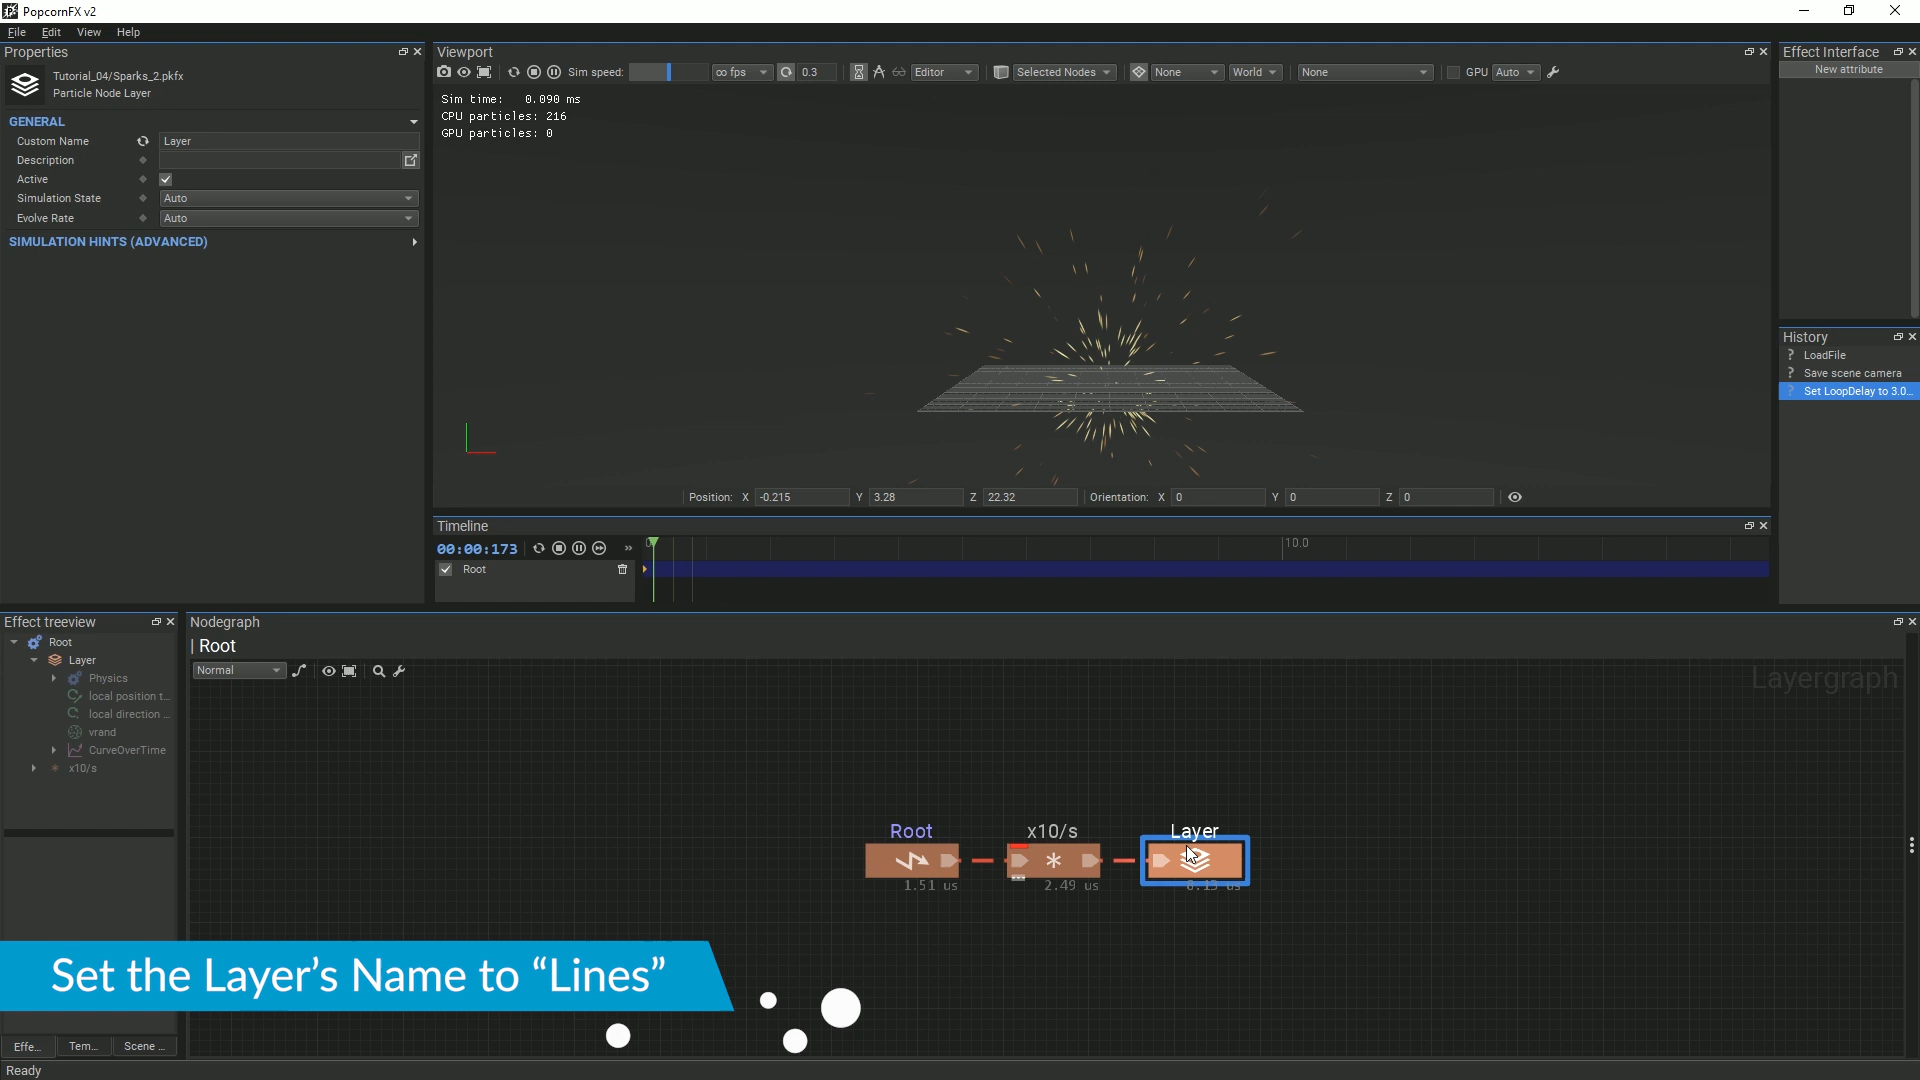 PopcornFX v2
File Edit View Help
Properties
Tutorial_04/Sparks_2.pkfx
Particle Node Layer
GENERAL
Custom Name Layer
Description
Active
Simulation State Auto
Evolve Rate Auto
SIMULATION HINTS (ADVANCED)
Viewport
Sim speed: ∞ fps 0.3 Editor Selected Nodes None World None GPU Auto
Sim time: 0.090 ms
CPU particles: 216
GPU particles: 0
Position: X -0.215 Y 3.28 Z 22.32 Orientation: X 0 Y 0 Z 0
Timeline
00:00:173
10.0
Root
Effect Interface
New attribute
History
? LoadFile
? Save scene camera
? Set LoopDelay to 3.0...
Effect treeview
Root
Layer
Physics
local position t...
local direction ...
vrand
CurveOverTime
x10/s
Effe... Tem... Scene ...
Nodegraph
| Root
Normal
Layergraph
Root x10/s Layer
1.51 us 2.49 us
Set the Layer's Name to “Lines”
Ready